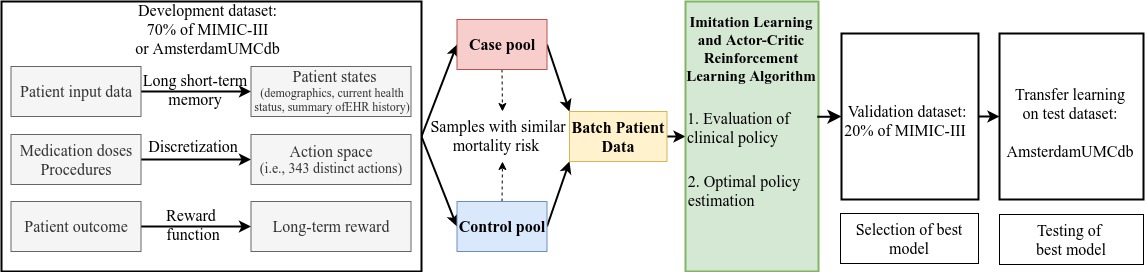 Development dataset:
70% of MIMIC-III
or AmsterdamUMCdb
Patient input data
Long short-term
memory
Patient states
(demographics, current health
status, summary ofEHR history)
Medication doses
Procedures
Discretization
Action space
(i.e., 343 distinct actions)
Patient outcome
Reward
function
Long-term reward
Case pool
Samples with similar
mortality risk
Control pool
Batch Patient
Data
Imitation Learning
and Actor-Critic
Reinforcement
Learning Algorithm
1. Evaluation of
clinical policy
2. Optimal policy
estimation
Validation dataset:
20% of MIMIC-III
Selection of best
model
Transfer learning
on test dataset:
AmsterdamUMCdb
Testing of
best model